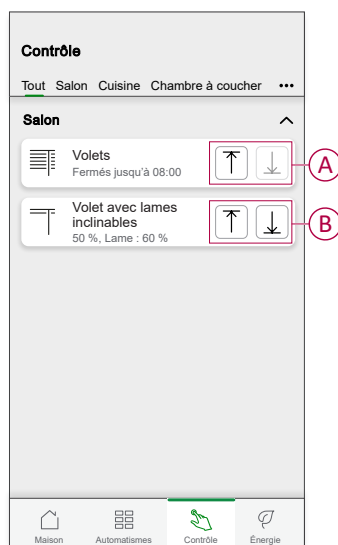 Contrôle
Tout Salon Cuisine Chambre à coucher •••
Salon
Volets
Fermés jusqu'à 08:00
A
Volet avec lames
inclinables
50 %, Lame : 60 %
B
Maison Automatismes Contrôle Énergie